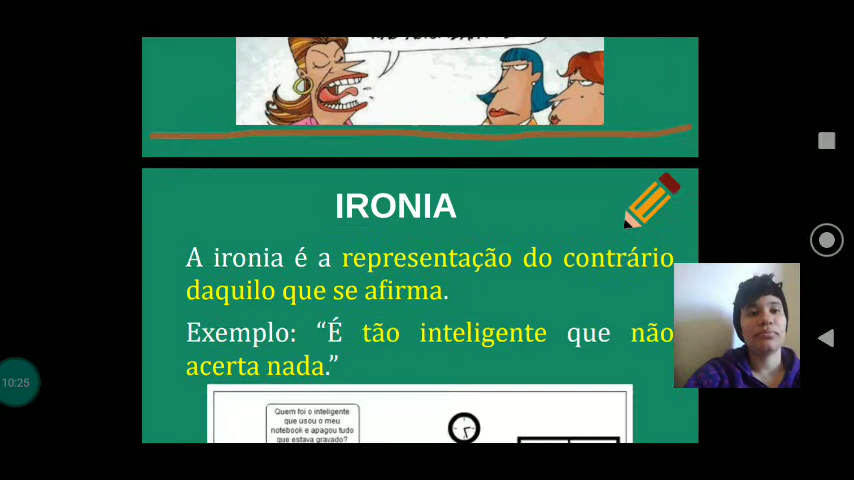 IRONIA
A ironia é a representação do contrário
daquilo que se afirma.
Exemplo: “É tão inteligente que não
acerta nada.”
Quem foi o inteligente
que usou o meu
notebook e apagou tudo
que estava gravado?
10:25